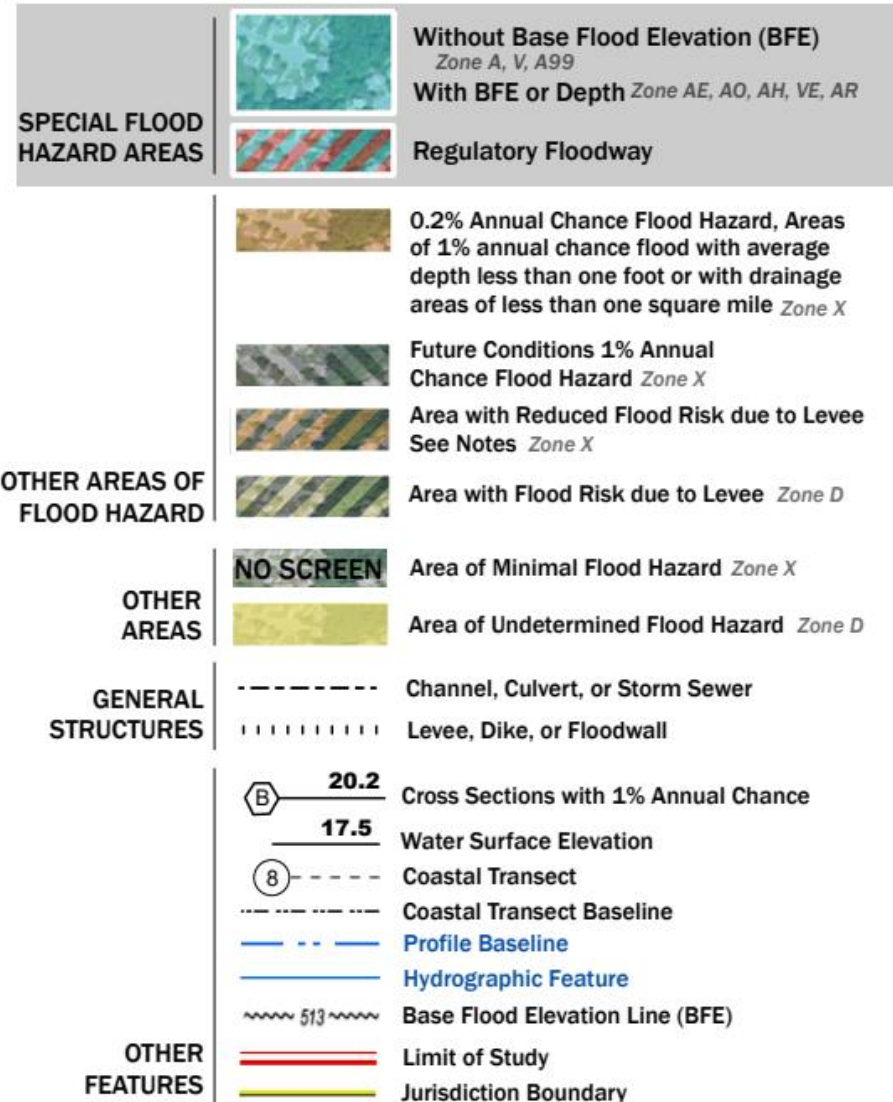 SPECIAL FLOOD
HAZARD AREAS
Without Base Flood Elevation (BFE)
Zone A, V, A99
With BFE or Depth Zone AE, AO, AH, VE, AR
Regulatory Floodway
OTHER AREAS OF
FLOOD HAZARD
0.2% Annual Chance Flood Hazard, Areas
of 1% annual chance flood with average
depth less than one foot or with drainage
areas of less than one square mile Zone X
Future Conditions 1% Annual
Chance Flood Hazard Zone X
Area with Reduced Flood Risk due to Levee
See Notes Zone X
Area with Flood Risk due to Levee Zone D
OTHER
AREAS
NO SCREEN Area of Minimal Flood Hazard Zone X
Area of Undetermined Flood Hazard Zone D
GENERAL
STRUCTURES
Channel, Culvert, or Storm Sewer
Levee, Dike, or Floodwall
OTHER
FEATURES
B 20.2 Cross Sections with 1% Annual Chance
17.5 Water Surface Elevation
8 Coastal Transect
Coastal Transect Baseline
Profile Baseline
Hydrographic Feature
513 Base Flood Elevation Line (BFE)
Limit of Study
Jurisdiction Boundary